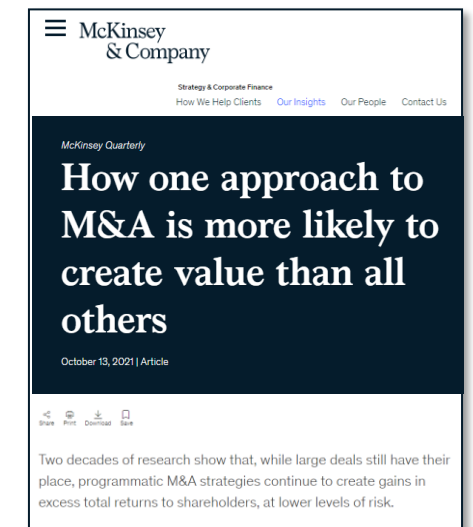 McKinsey
& Company
Strategy & Corporate Finance
How We Help Clients Our Insights Our People Contact Us
McKinsey Quarterly
How one approach to
M&A is more likely to
create value than all
others
October 13, 2021 | Article
Share Print Download Save
Two decades of research show that, while large deals still have their
place, programmatic M&A strategies continue to create gains in
excess total returns to shareholders, at lower levels of risk.